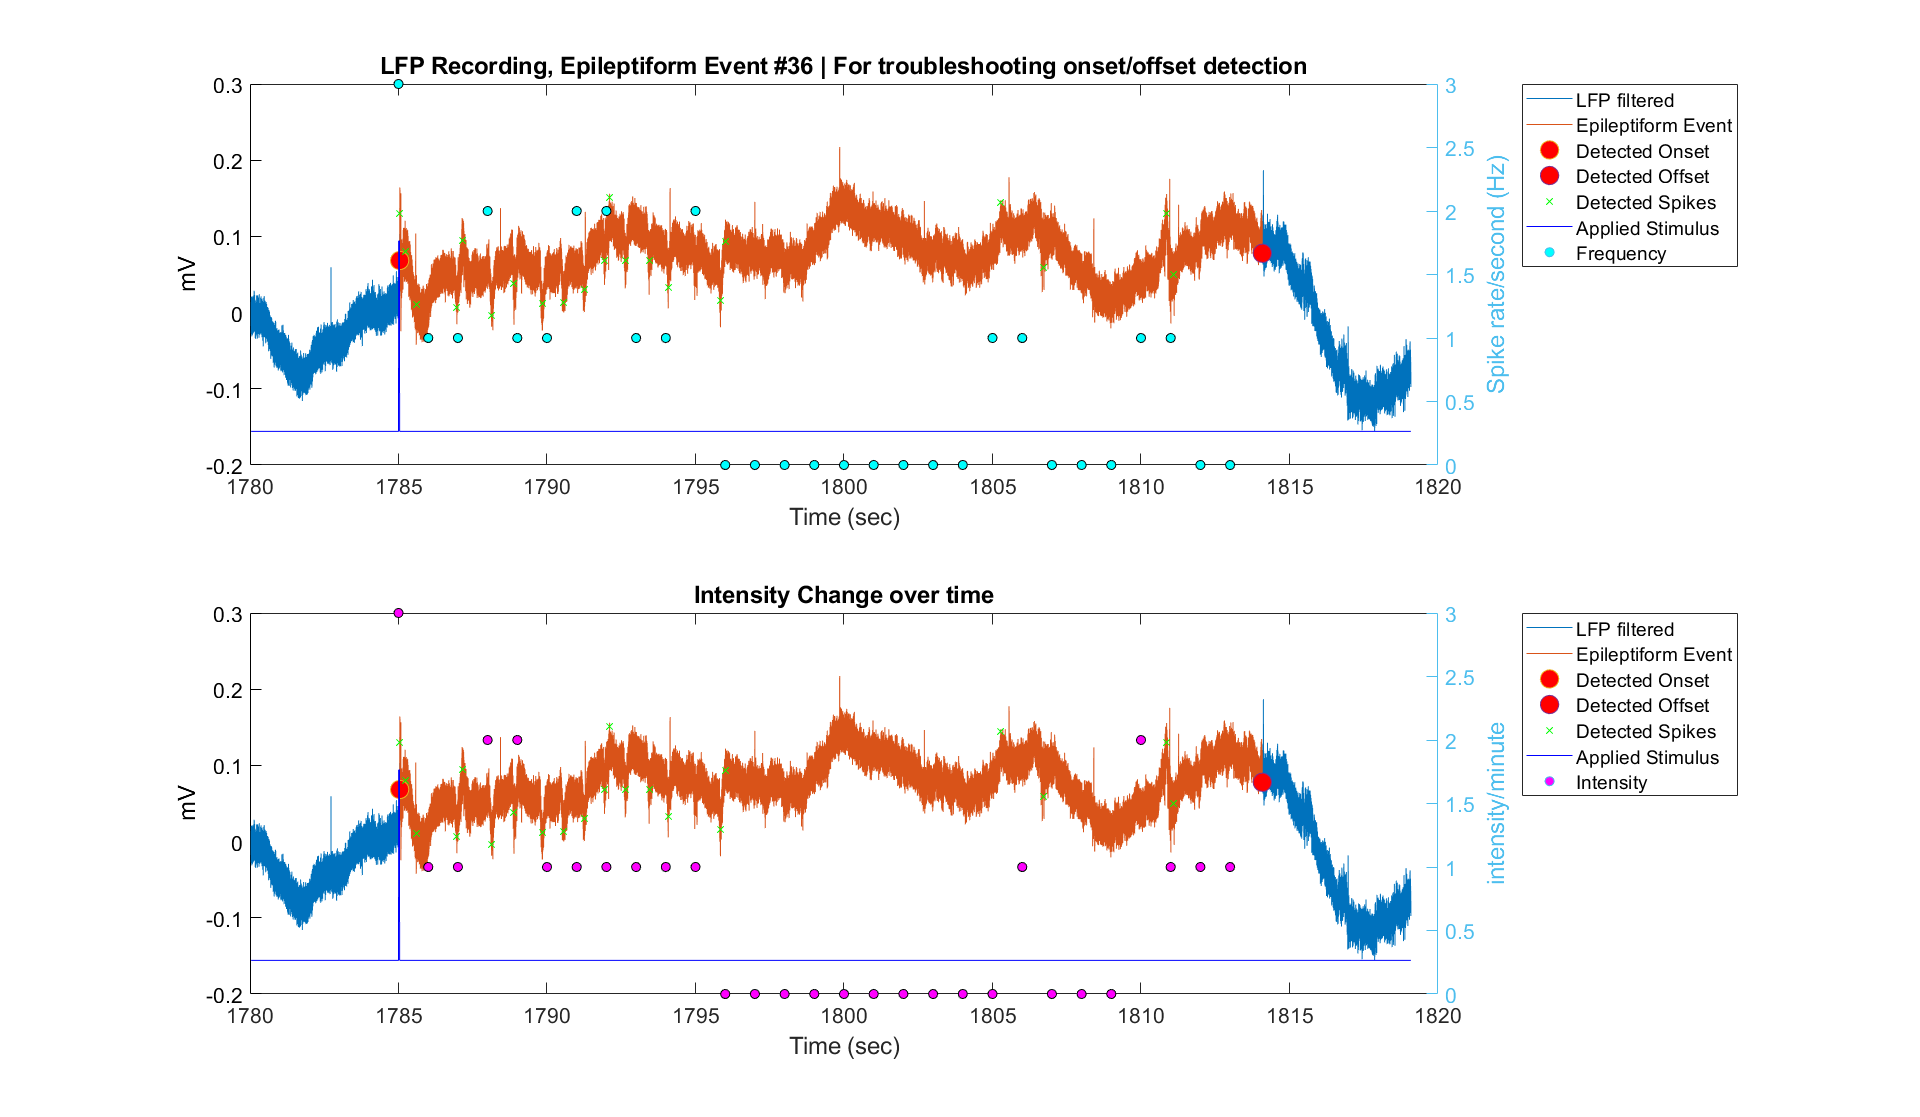 LFP Recording, Epileptiform Event #36 | For troubleshooting onset/offset detection
0.3
0.2
0.1
0
-0.1
-0.2
mV
3
2.5
2
1.5
1
0.5
0
Spike rate/second (Hz)
1780 1785 1790 1795 1800 1805 1810 1815 1820
Time (sec)
LFP filtered
Epileptiform Event
Detected Onset
Detected Offset
Detected Spikes
Applied Stimulus
Frequency
Intensity Change over time
0.3
0.2
0.1
0
-0.1
-0.2
mV
3
2.5
2
1.5
1
0.5
0
intensity/minute
1780 1785 1790 1795 1800 1805 1810 1815 1820
Time (sec)
LFP filtered
Epileptiform Event
Detected Onset
Detected Offset
Detected Spikes
Applied Stimulus
Intensity